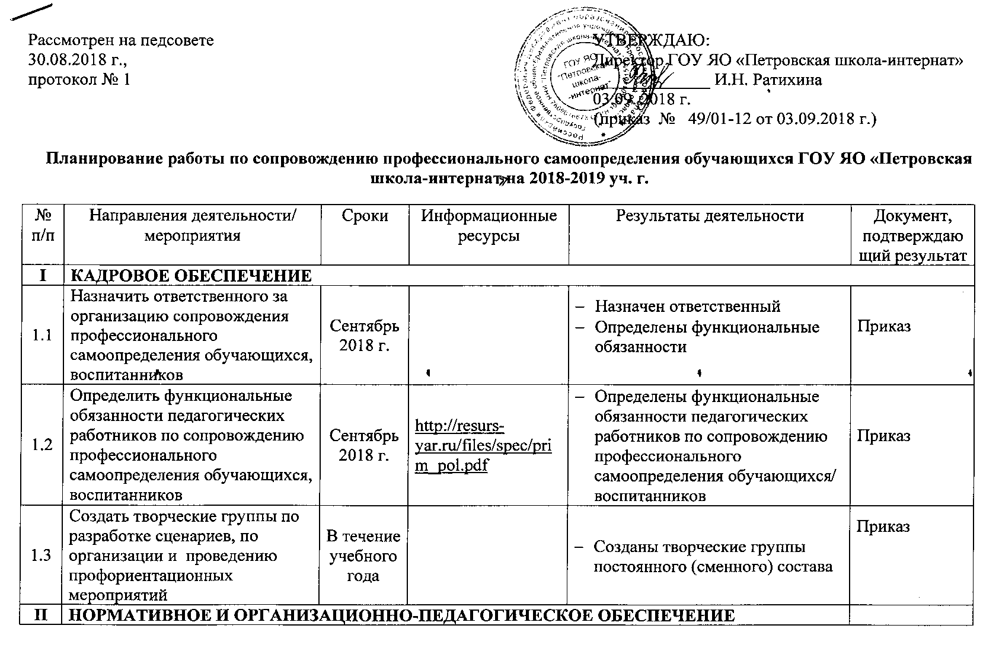 Рассмотрен на педсовете
30.08.2018 г.,
протокол № 1
УТВЕРЖДАЮ:
Директор ГОУ ЯО «Петровская школа-интернат»
И.Н. Ратихина
03.09. 2018 г.
(приказ № 49/01-12 от 03.09.2018 г.)
ГОУ ЯО
"Петровская
школа-
-интернат"
Планирование работы по сопровождению профессионального самоопределения обучающихся ГОУ ЯО «Петровская
школа-интернат» на 2018-2019 уч. г.
№
п/п
Направления деятельности/
мероприятия
Сроки
Информационные
ресурсы
Результаты деятельности
Документ,
подтверждаю
щий результат
I КАДРОВОЕ ОБЕСПЕЧЕНИЕ
1.1
Назначить ответственного за
организацию сопровождения
профессионального
самоопределения обучающихся,
воспитанников
Сентябрь
2018 г.
– Назначен ответственный
– Определены функциональные
обязанности
Приказ
1.2
Определить функциональные
обязанности педагогических
работников по сопровождению
профессионального
самоопределения обучающихся,
воспитанников
Сентябрь
2018 г.
http://resurs-
yar.ru/files/spec/pri
m_pol.pdf
– Определены функциональные
обязанности педагогических
работников по сопровождению
профессионального
самоопределения обучающихся/
воспитанников
Приказ
1.3
Создать творческие группы по
разработке сценариев, по
организации и проведению
профориентационных
мероприятий
В течение
учебного
года
– Созданы творческие группы
постоянного (сменного) состава
Приказ
II НОРМАТИВНОЕ И ОРГАНИЗАЦИОННО-ПЕДАГОГИЧЕСКОЕ ОБЕСПЕЧЕНИЕ